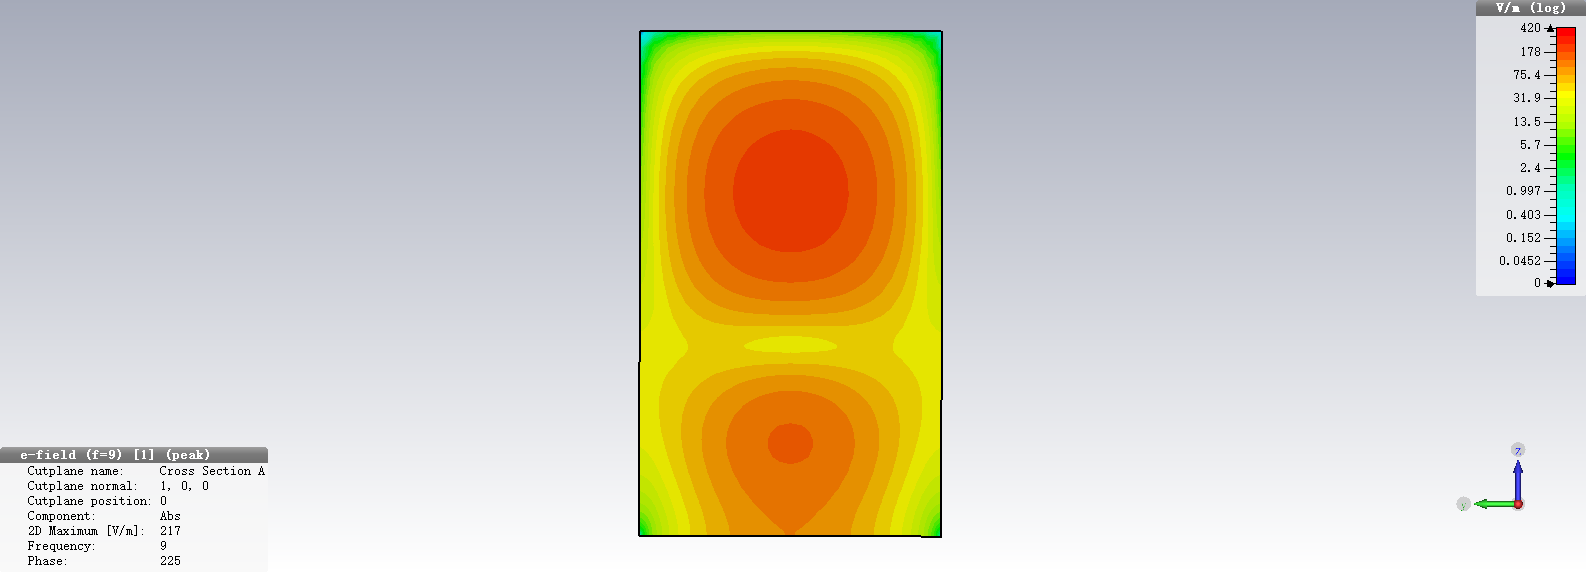 V/m (log)
420
178
75.4
31.9
13.5
5.7
2.4
0.997
0.403
0.152
0.0452
0
e-field (f=9) [1] (peak)
Cutplane name: Cross Section A
Cutplane normal: 1, 0, 0
Cutplane position: 0
Component: Abs
2D Maximum [V/m]: 217
Frequency: 9
Phase: 225
z
y